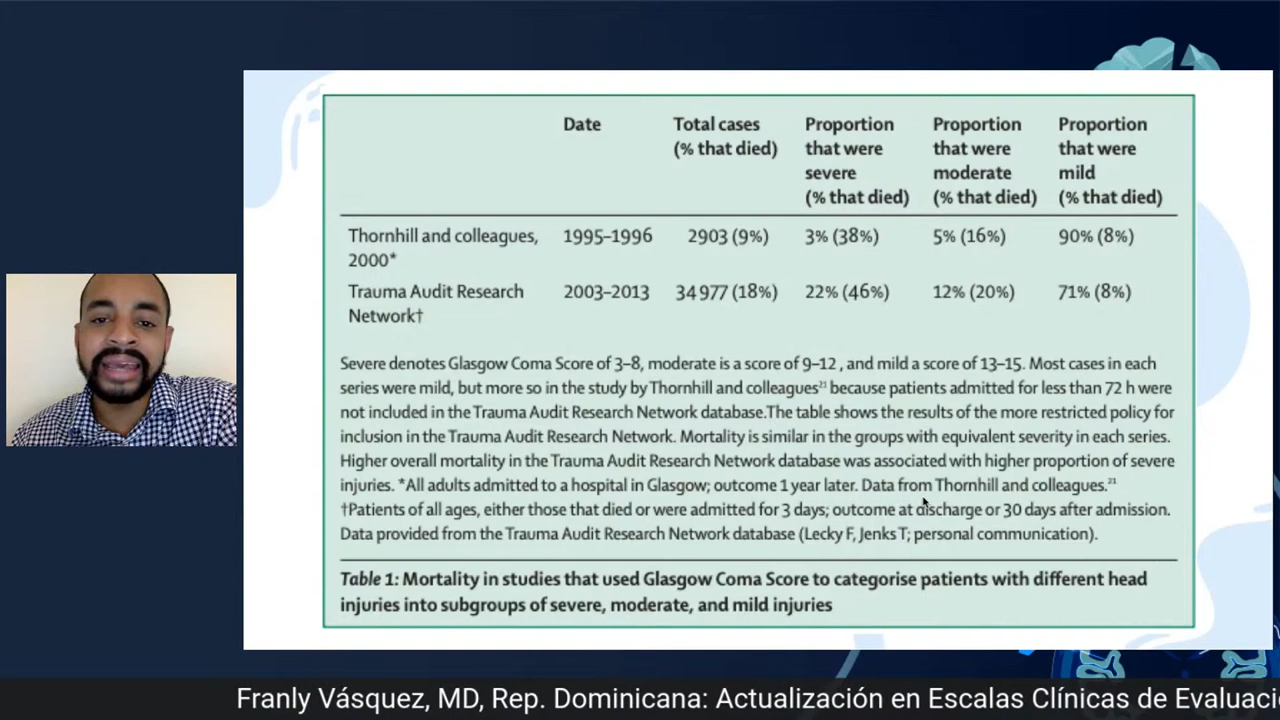 Date
Total cases
(% that died)
Proportion
that were
severe
(% that died)
Proportion
that were
moderate
(% that died)
Proportion
that were
mild
(% that died)
Thornhill and colleagues,
2000*
1995–1996
2903 (9%)
3% (38%)
5% (16%)
90% (8%)
Trauma Audit Research
Network†
2003–2013
34 977 (18%)
22% (46%)
12% (20%)
71% (8%)
Severe denotes Glasgow Coma Score of 3–8, moderate is a score of 9–12 , and mild a score of 13–15. Most cases in each
series were mild, but more so in the study by Thornhill and colleagues²¹ because patients admitted for less than 72 h were
not included in the Trauma Audit Research Network database.The table shows the results of the more restricted policy for
inclusion in the Trauma Audit Research Network. Mortality is similar in the groups with equivalent severity in each series.
Higher overall mortality in the Trauma Audit Research Network database was associated with higher proportion of severe
injuries. *All adults admitted to a hospital in Glasgow; outcome 1 year later. Data from Thornhill and colleagues.²¹
†Patients of all ages, either those that died or were admitted for 3 days; outcome at discharge or 30 days after admission.
Data provided from the Trauma Audit Research Network database (Lecky F, Jenks T; personal communication).
Table 1: Mortality in studies that used Glasgow Coma Score to categorise patients with different head
injuries into subgroups of severe, moderate, and mild injuries
Franly Vásquez, MD, Rep. Dominicana: Actualización en Escalas Clínicas de Evaluaci